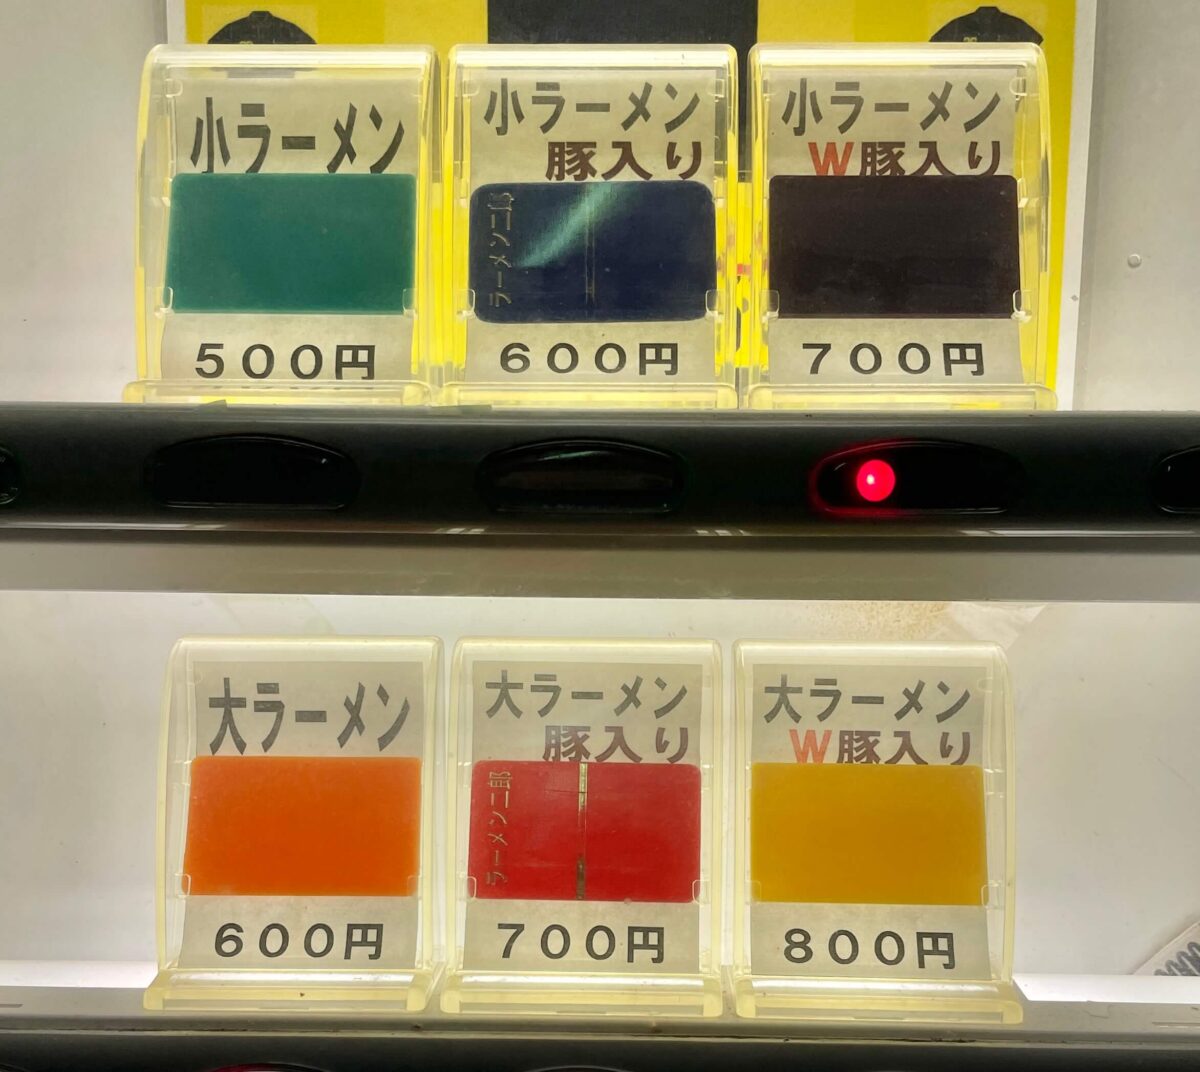 小ラーメン
500円
小ラーメン
豚入り
ラーメン二郎
600円
小ラーメン
W豚入り
700円
大ラーメン
600円
大ラーメン
豚入り
ラーメン二郎
700円
大ラーメン
W豚入り
800円